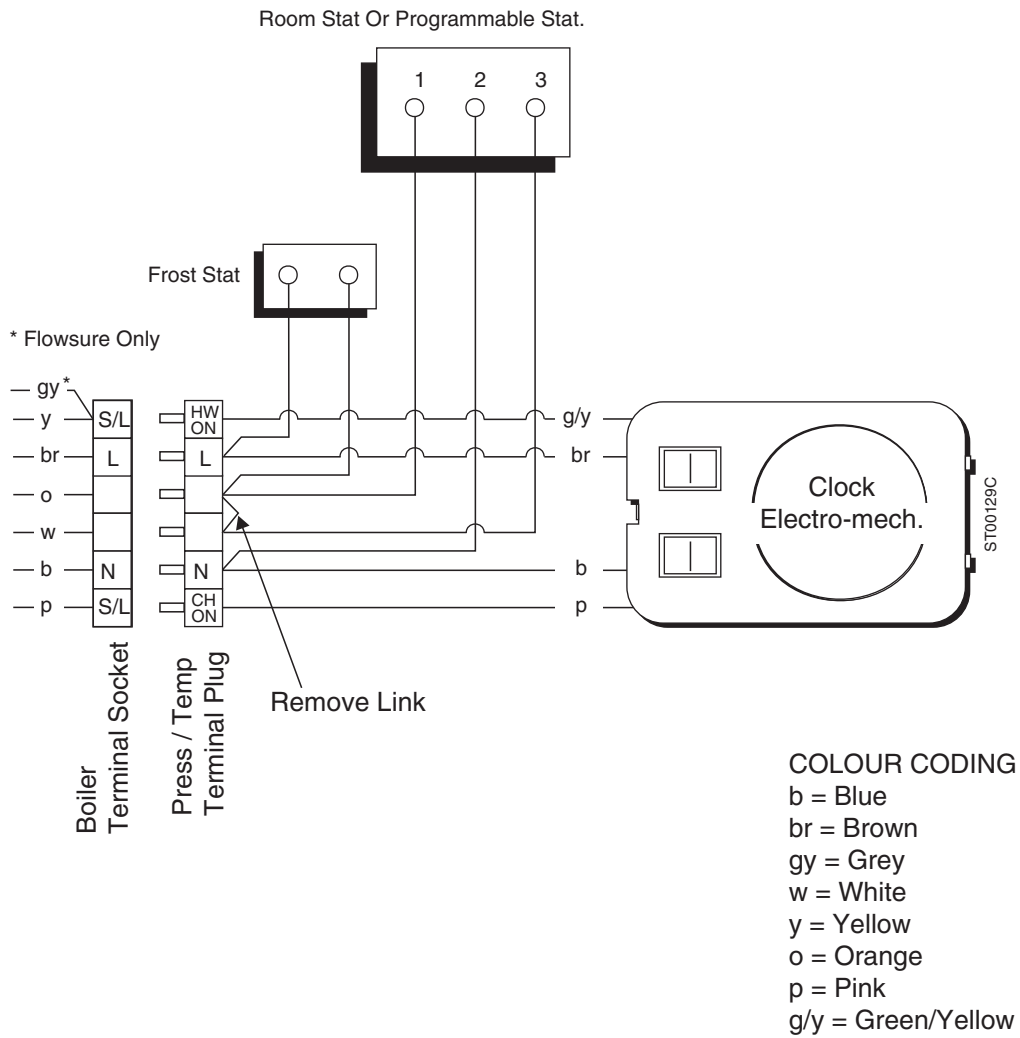 Room Stat Or Programmable Stat.
1 2 3
Frost Stat
* Flowsure Only
gy *
y S/L HW ON g/y
br L L br
o
w
b N N b
p S/L CH ON p
Clock
Electro-mech.
ST00129C
Boiler
Terminal Socket
Press / Temp
Terminal Plug
Remove Link
COLOUR CODING
b = Blue
br = Brown
gy = Grey
w = White
y = Yellow
o = Orange
p = Pink
g/y = Green/Yellow